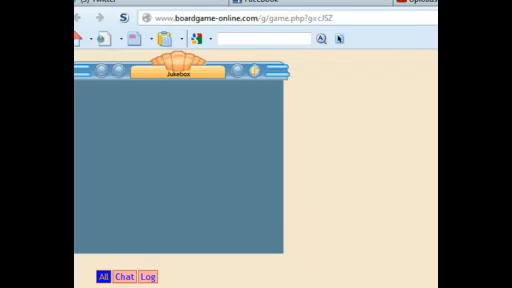 Twitter
Facebook
www.boardgame-online.com/g/game.php?g=cJSZ
Jukebox
All Chat Log